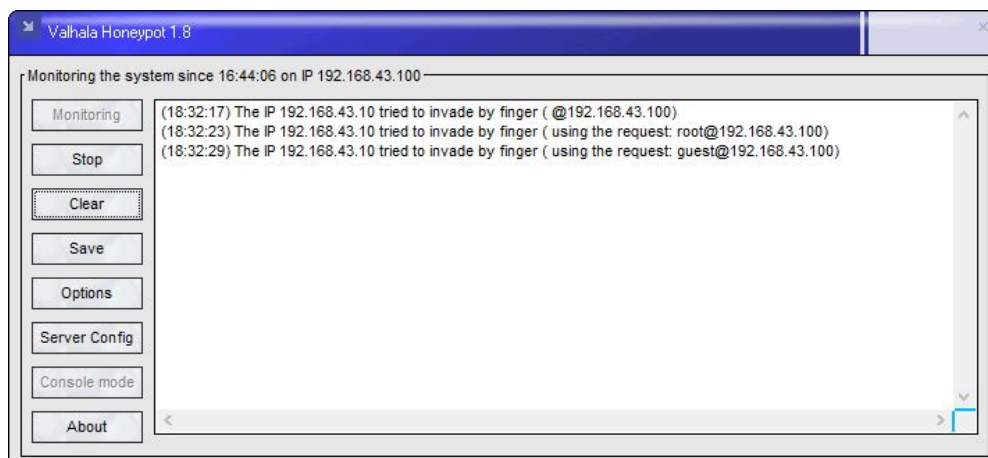 Valhala Honeypot 1.8
Monitoring the system since 16:44:06 on IP 192.168.43.100
Monitoring
Stop
Clear
Save
Options
Server Config
Console mode
About
(18:32:17) The IP 192.168.43.10 tried to invade by finger ( @192.168.43.100)
(18:32:23) The IP 192.168.43.10 tried to invade by finger ( using the request: root@192.168.43.100)
(18:32:29) The IP 192.168.43.10 tried to invade by finger ( using the request: guest@192.168.43.100)